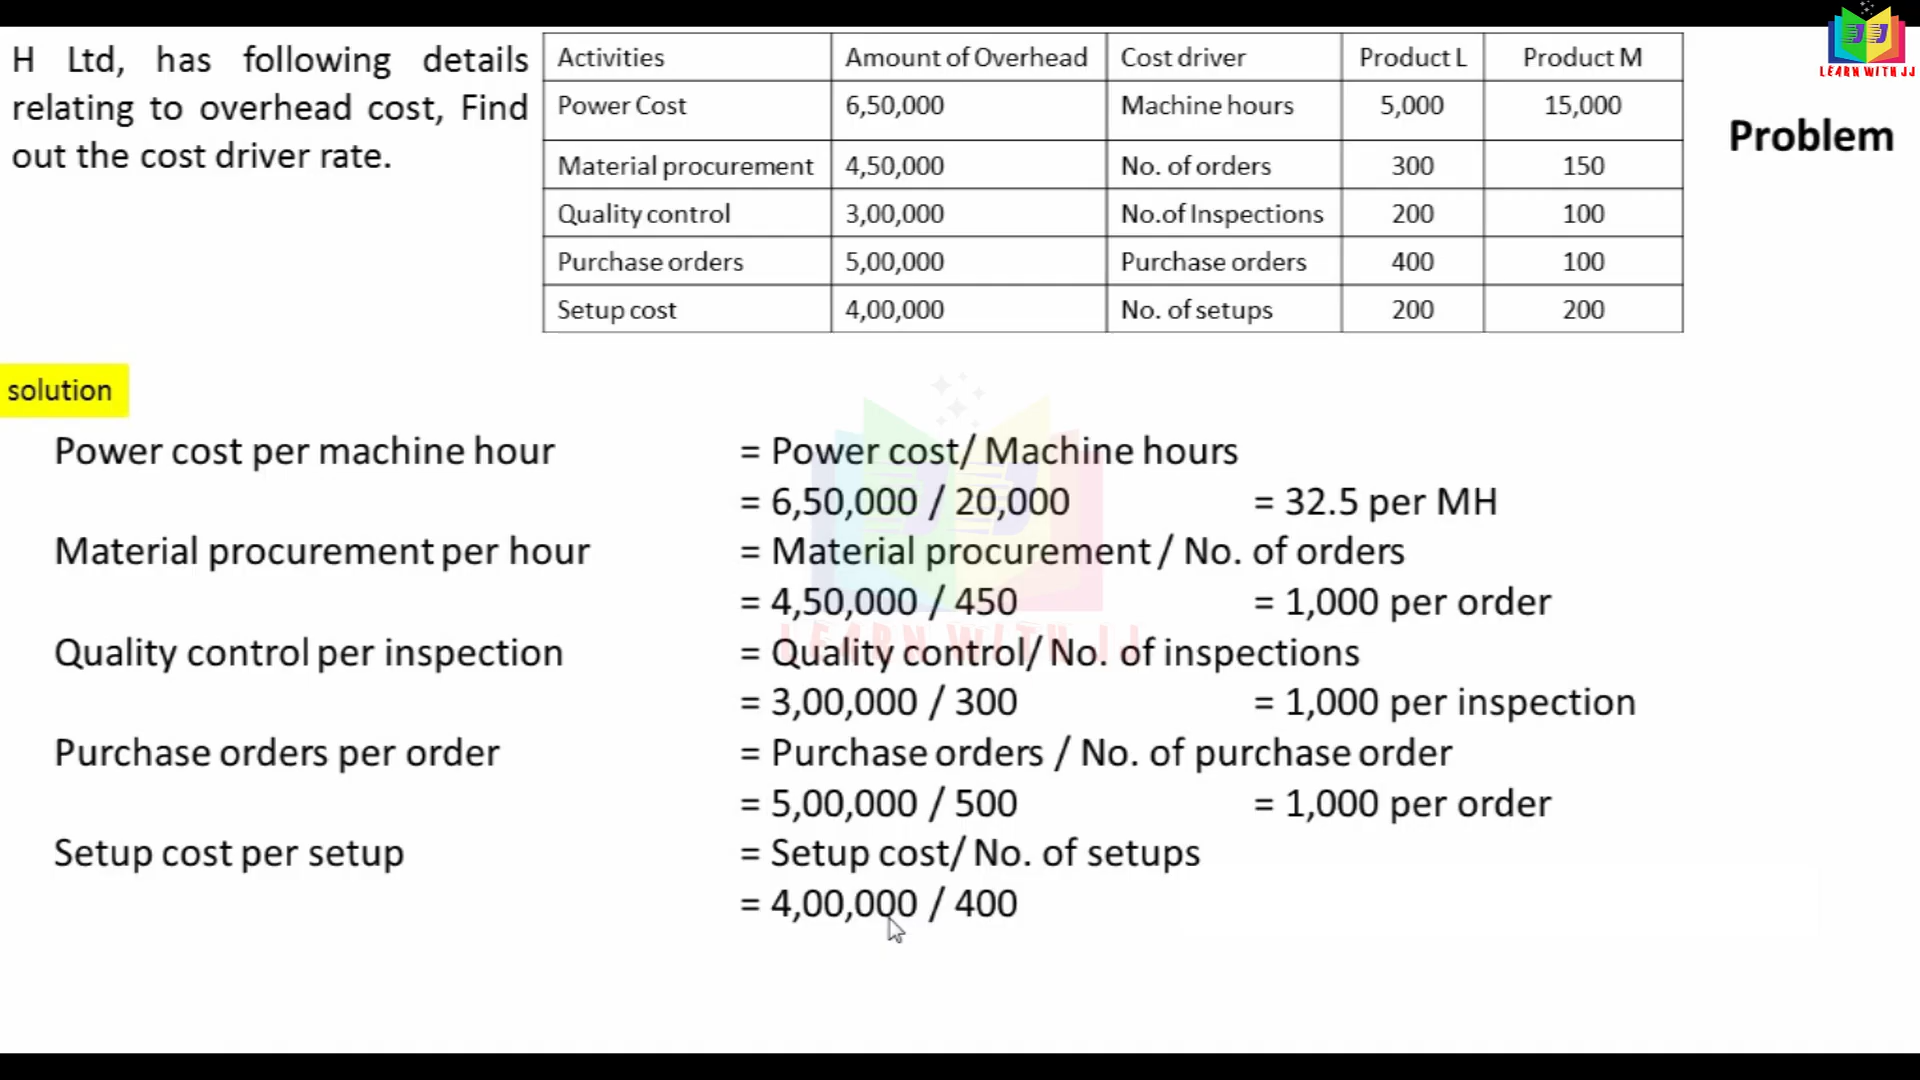 H Ltd, has following details
relating to overhead cost, Find
out the cost driver rate.
Activities Amount of Overhead Cost driver Product L Product M
Power Cost 6,50,000 Machine hours 5,000 15,000
Material procurement 4,50,000 No. of orders 300 150
Quality control 3,00,000 No.of Inspections 200 100
Purchase orders 5,00,000 Purchase orders 400 100
Setup cost 4,00,000 No. of setups 200 200
LEARN WITH JJ
Problem
solution
Power cost per machine hour = Power cost/ Machine hours
= 6,50,000 / 20,000 = 32.5 per MH
Material procurement per hour = Material procurement / No. of orders
= 4,50,000 / 450 = 1,000 per order
Quality control per inspection = Quality control/ No. of inspections
= 3,00,000 / 300 = 1,000 per inspection
Purchase orders per order = Purchase orders / No. of purchase order
= 5,00,000 / 500 = 1,000 per order
Setup cost per setup = Setup cost/ No. of setups
= 4,00,000 / 400
LEARN WITH JJ